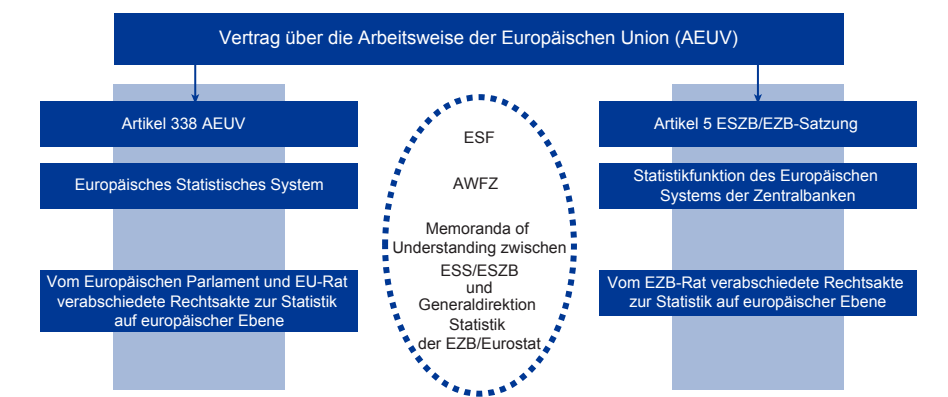 Vertrag über die Arbeitsweise der Europäischen Union (AEUV)
Artikel 338 AEUV
Europäisches Statistisches System
Vom Europäischen Parlament und EU-Rat
verabschiedete Rechtsakte zur Statistik
auf europäischer Ebene
ESF
AWFZ
Memoranda of
Understanding zwischen
ESS/ESZB
und
Generaldirektion
Statistik
der EZB/Eurostat
Artikel 5 ESZB/EZB-Satzung
Statistikfunktion des Europäischen
Systems der Zentralbanken
Vom EZB-Rat verabschiedete Rechtsakte
zur Statistik auf europäischer Ebene